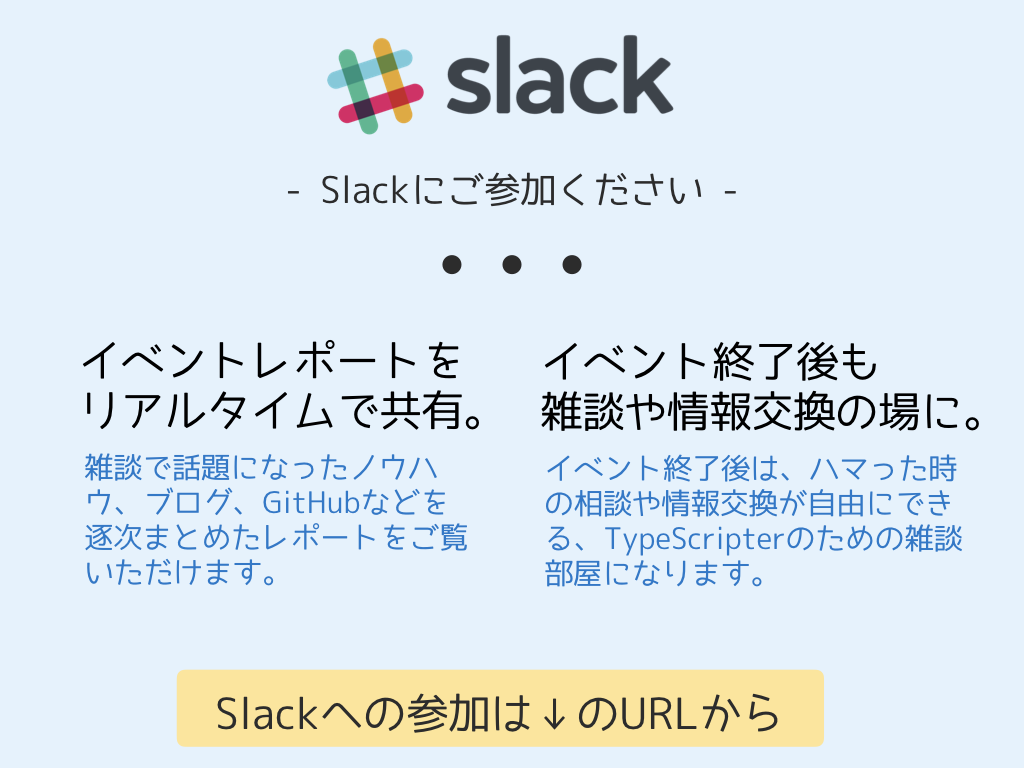 slack
- Slackにご参加ください -
イベントレポートを
リアルタイムで共有。
雑談で話題になったノウハ
ウ、ブログ、GitHubなどを
逐次まとめたレポートをご覧
いただけます。
イベント終了後も
雑談や情報交換の場に。
イベント終了後は、ハマった時
の相談や情報交換が自由にでき
る、TypeScripterのための雑談
部屋になります。
Slackへの参加は↓のURLから